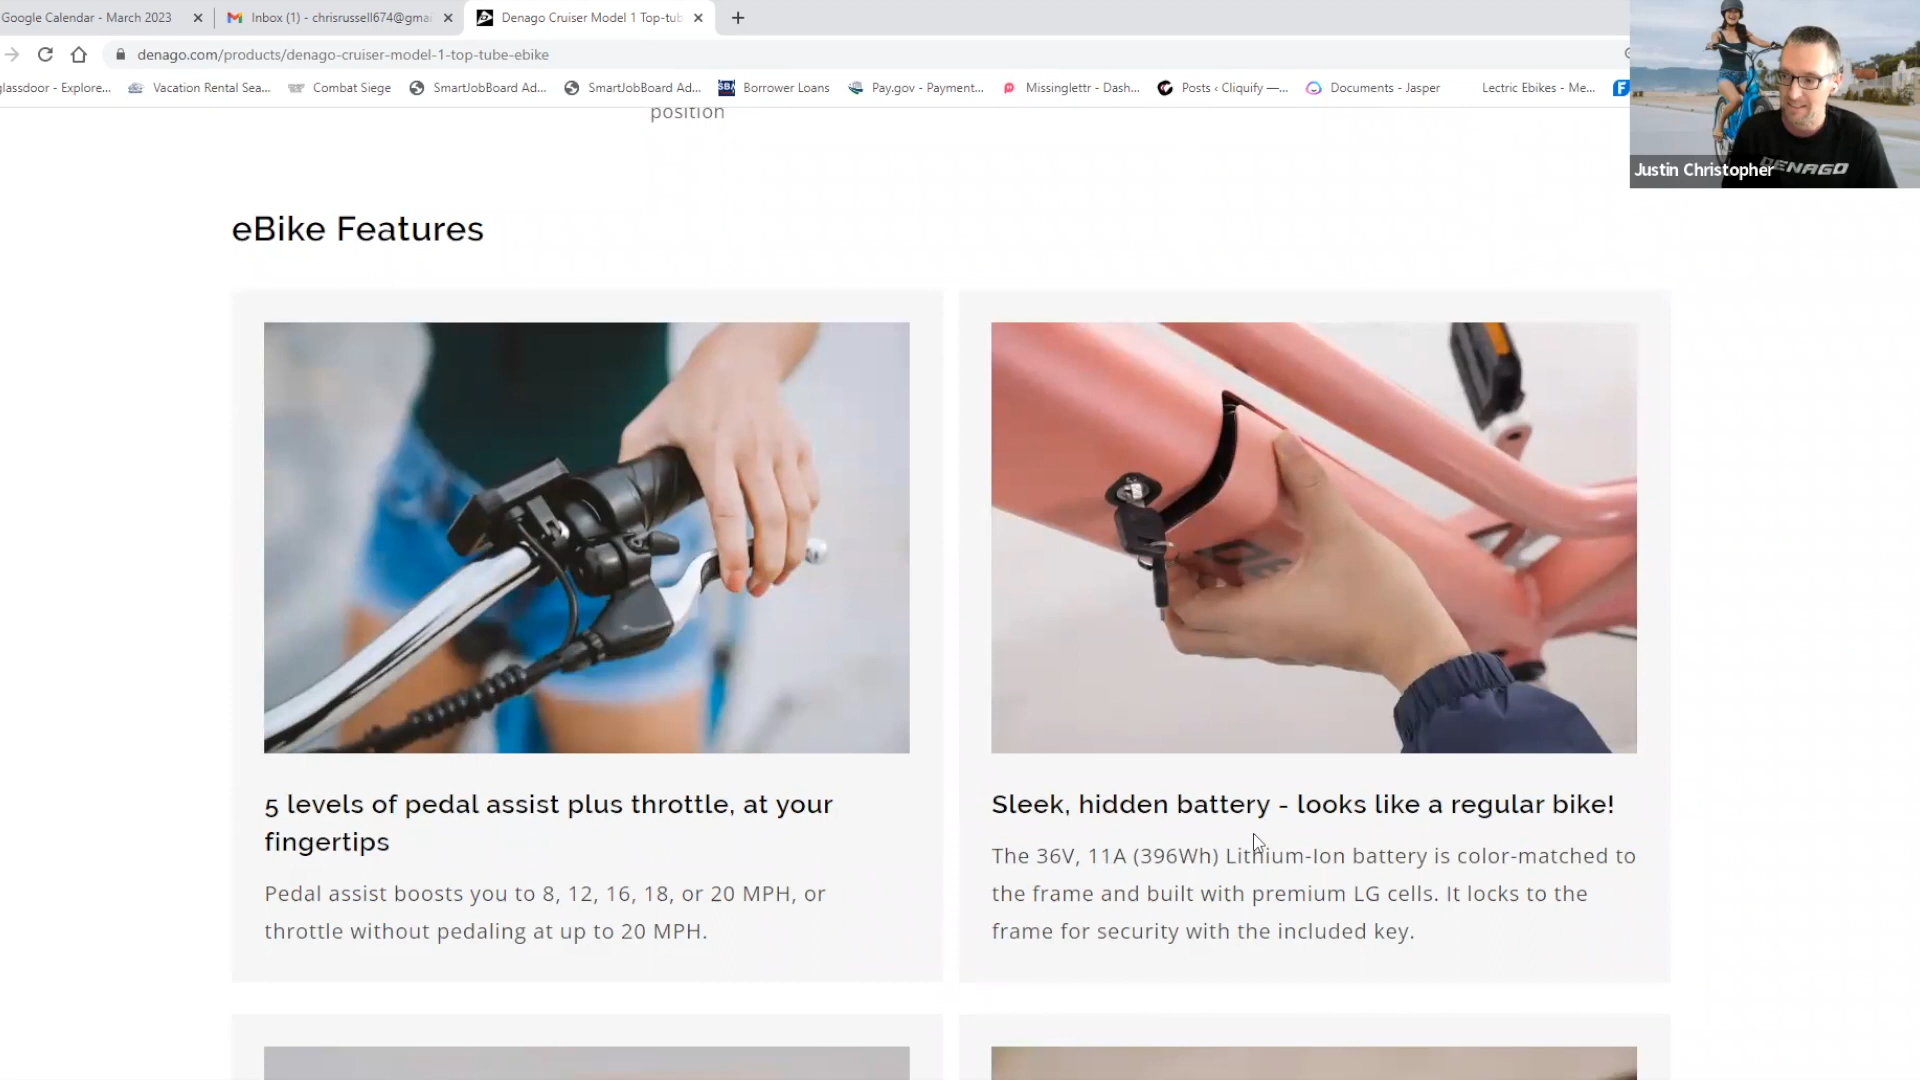 Google Calendar - March 2023
Inbox (1) - chrisrussell674@gmai
Denago Cruiser Model 1 Top-tub
denago.com/products/denago-cruiser-model-1-top-tube-ebike
glassdoor - Explore...
Vacation Rental Sea...
Combat Siege
SmartJobBoard Ad...
SmartJobBoard Ad...
SBA
Borrower Loans
Pay.gov - Payment...
Missinglettr - Dash...
Posts ‹ Cliquify —...
Documents - Jasper
Lectric Ebikes - Me...
F
DENAGO
Justin Christopher
position
eBike Features
5 levels of pedal assist plus throttle, at your
fingertips
Pedal assist boosts you to 8, 12, 16, 18, or 20 MPH, or
throttle without pedaling at up to 20 MPH.
Sleek, hidden battery - looks like a regular bike!
The 36V, 11A (396Wh) Lithium-Ion battery is color-matched to
the frame and built with premium LG cells. It locks to the
frame for security with the included key.